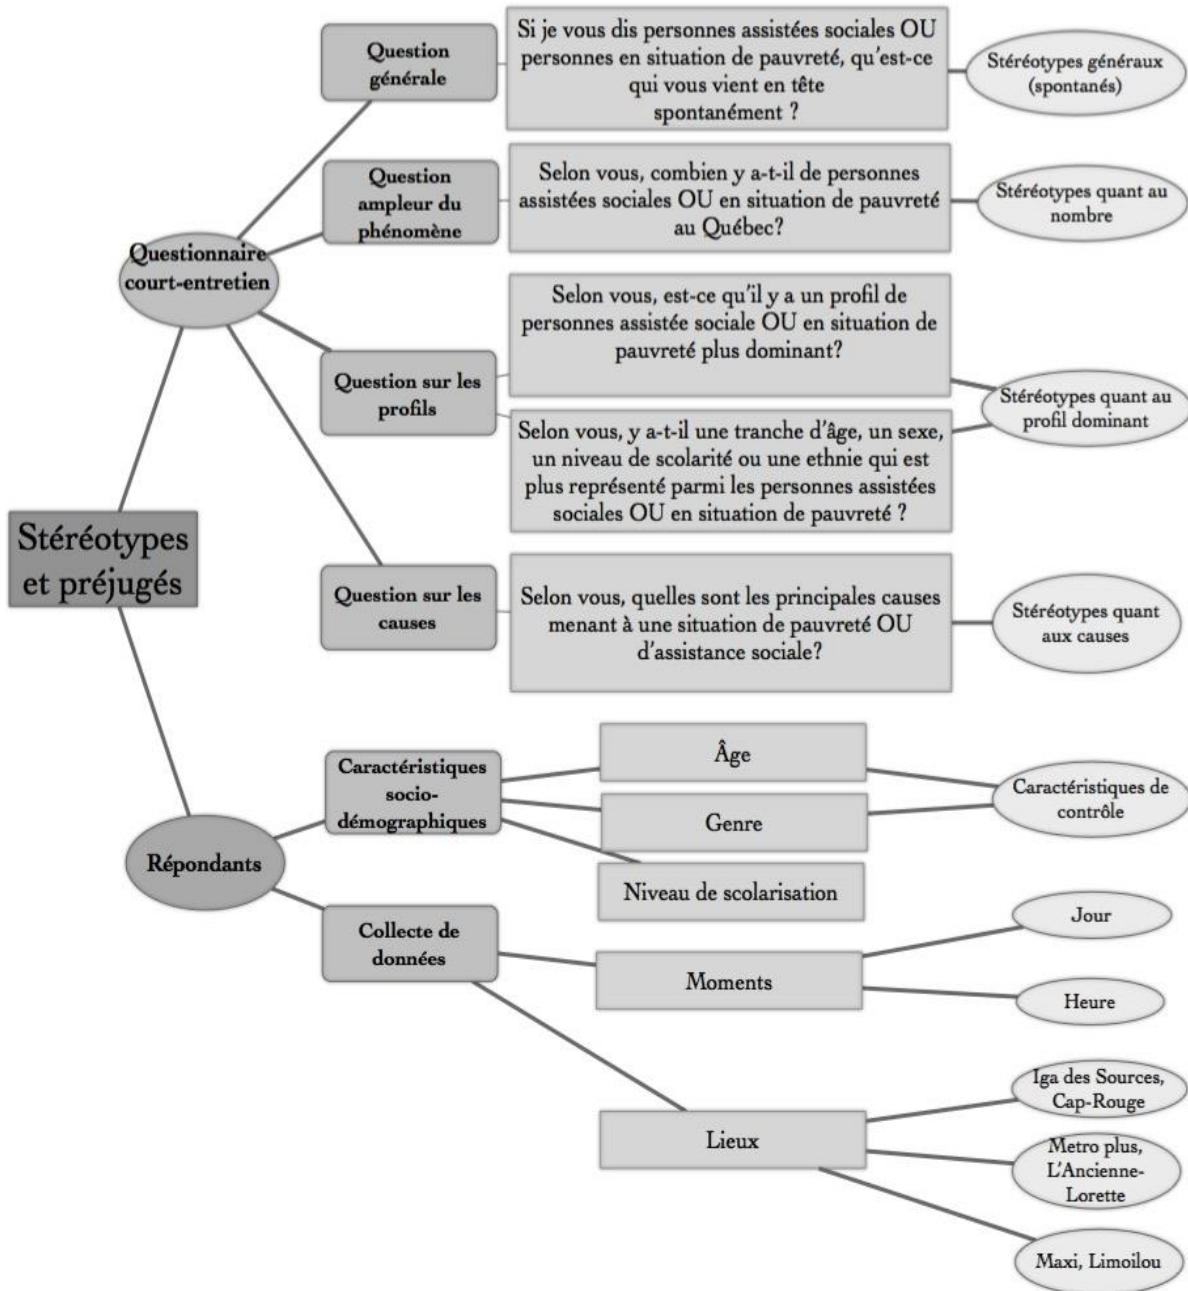 Question
générale
Si je vous dis personnes assistées sociales OU
personnes en situation de pauvreté, qu'est-ce
qui vous vient en tête
spontanément ?
Stéréotypes généraux
(spontanés)
Question
ampleur du
phénomène
Selon vous, combien y a-t-il de personnes
assistées sociales OU en situation de pauvreté
au Québec?
Stéréotypes quant au
nombre
Questionnaire
court-entretien
Question sur les
profils
Selon vous, est-ce qu'il y a un profil de
personnes assistée sociale OU en situation de
pauvreté plus dominant?
Selon vous, y a-t-il une tranche d'âge, un sexe,
un niveau de scolarité ou une ethnie qui est
plus représenté parmi les personnes assistées
sociales OU en situation de pauvreté ?
Stéréotypes quant au
profil dominant
Stéréotypes
et préjugés
Question sur les
causes
Selon vous, quelles sont les principales causes
menant à une situation de pauvreté OU
d'assistance sociale?
Stéréotypes quant
aux causes
Répondants
Caractéristiques
socio-
démographiques
Âge
Genre
Niveau de scolarisation
Caractéristiques de
contrôle
Collecte de
données
Moments
Jour
Heure
Lieux
Iga des Sources,
Cap-Rouge
Metro plus,
L'Ancienne-
Lorette
Maxi, Limoilou